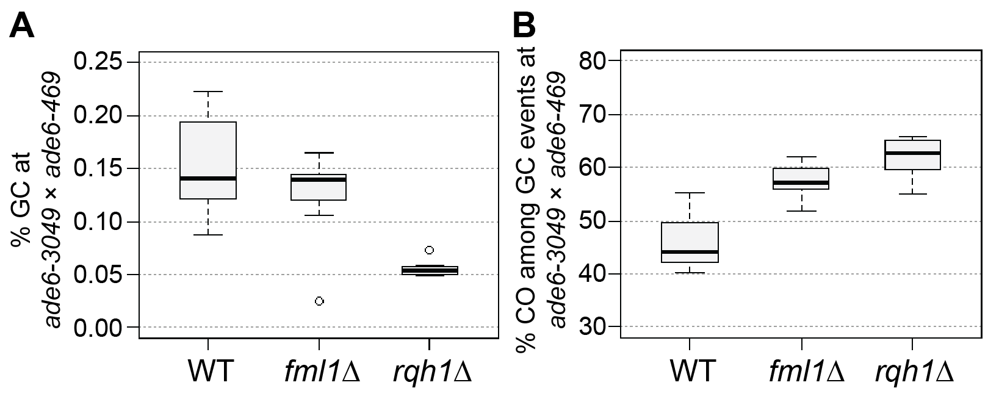 A
% GC at
ade6-3049 × ade6-469
0.25
0.20
0.15
0.10
0.05
0.00
WT
fml1Δ
rqh1Δ
B
% CO among GC events at
ade6-3049 × ade6-469
80
70
60
50
40
30
WT
fml1Δ
rqh1Δ